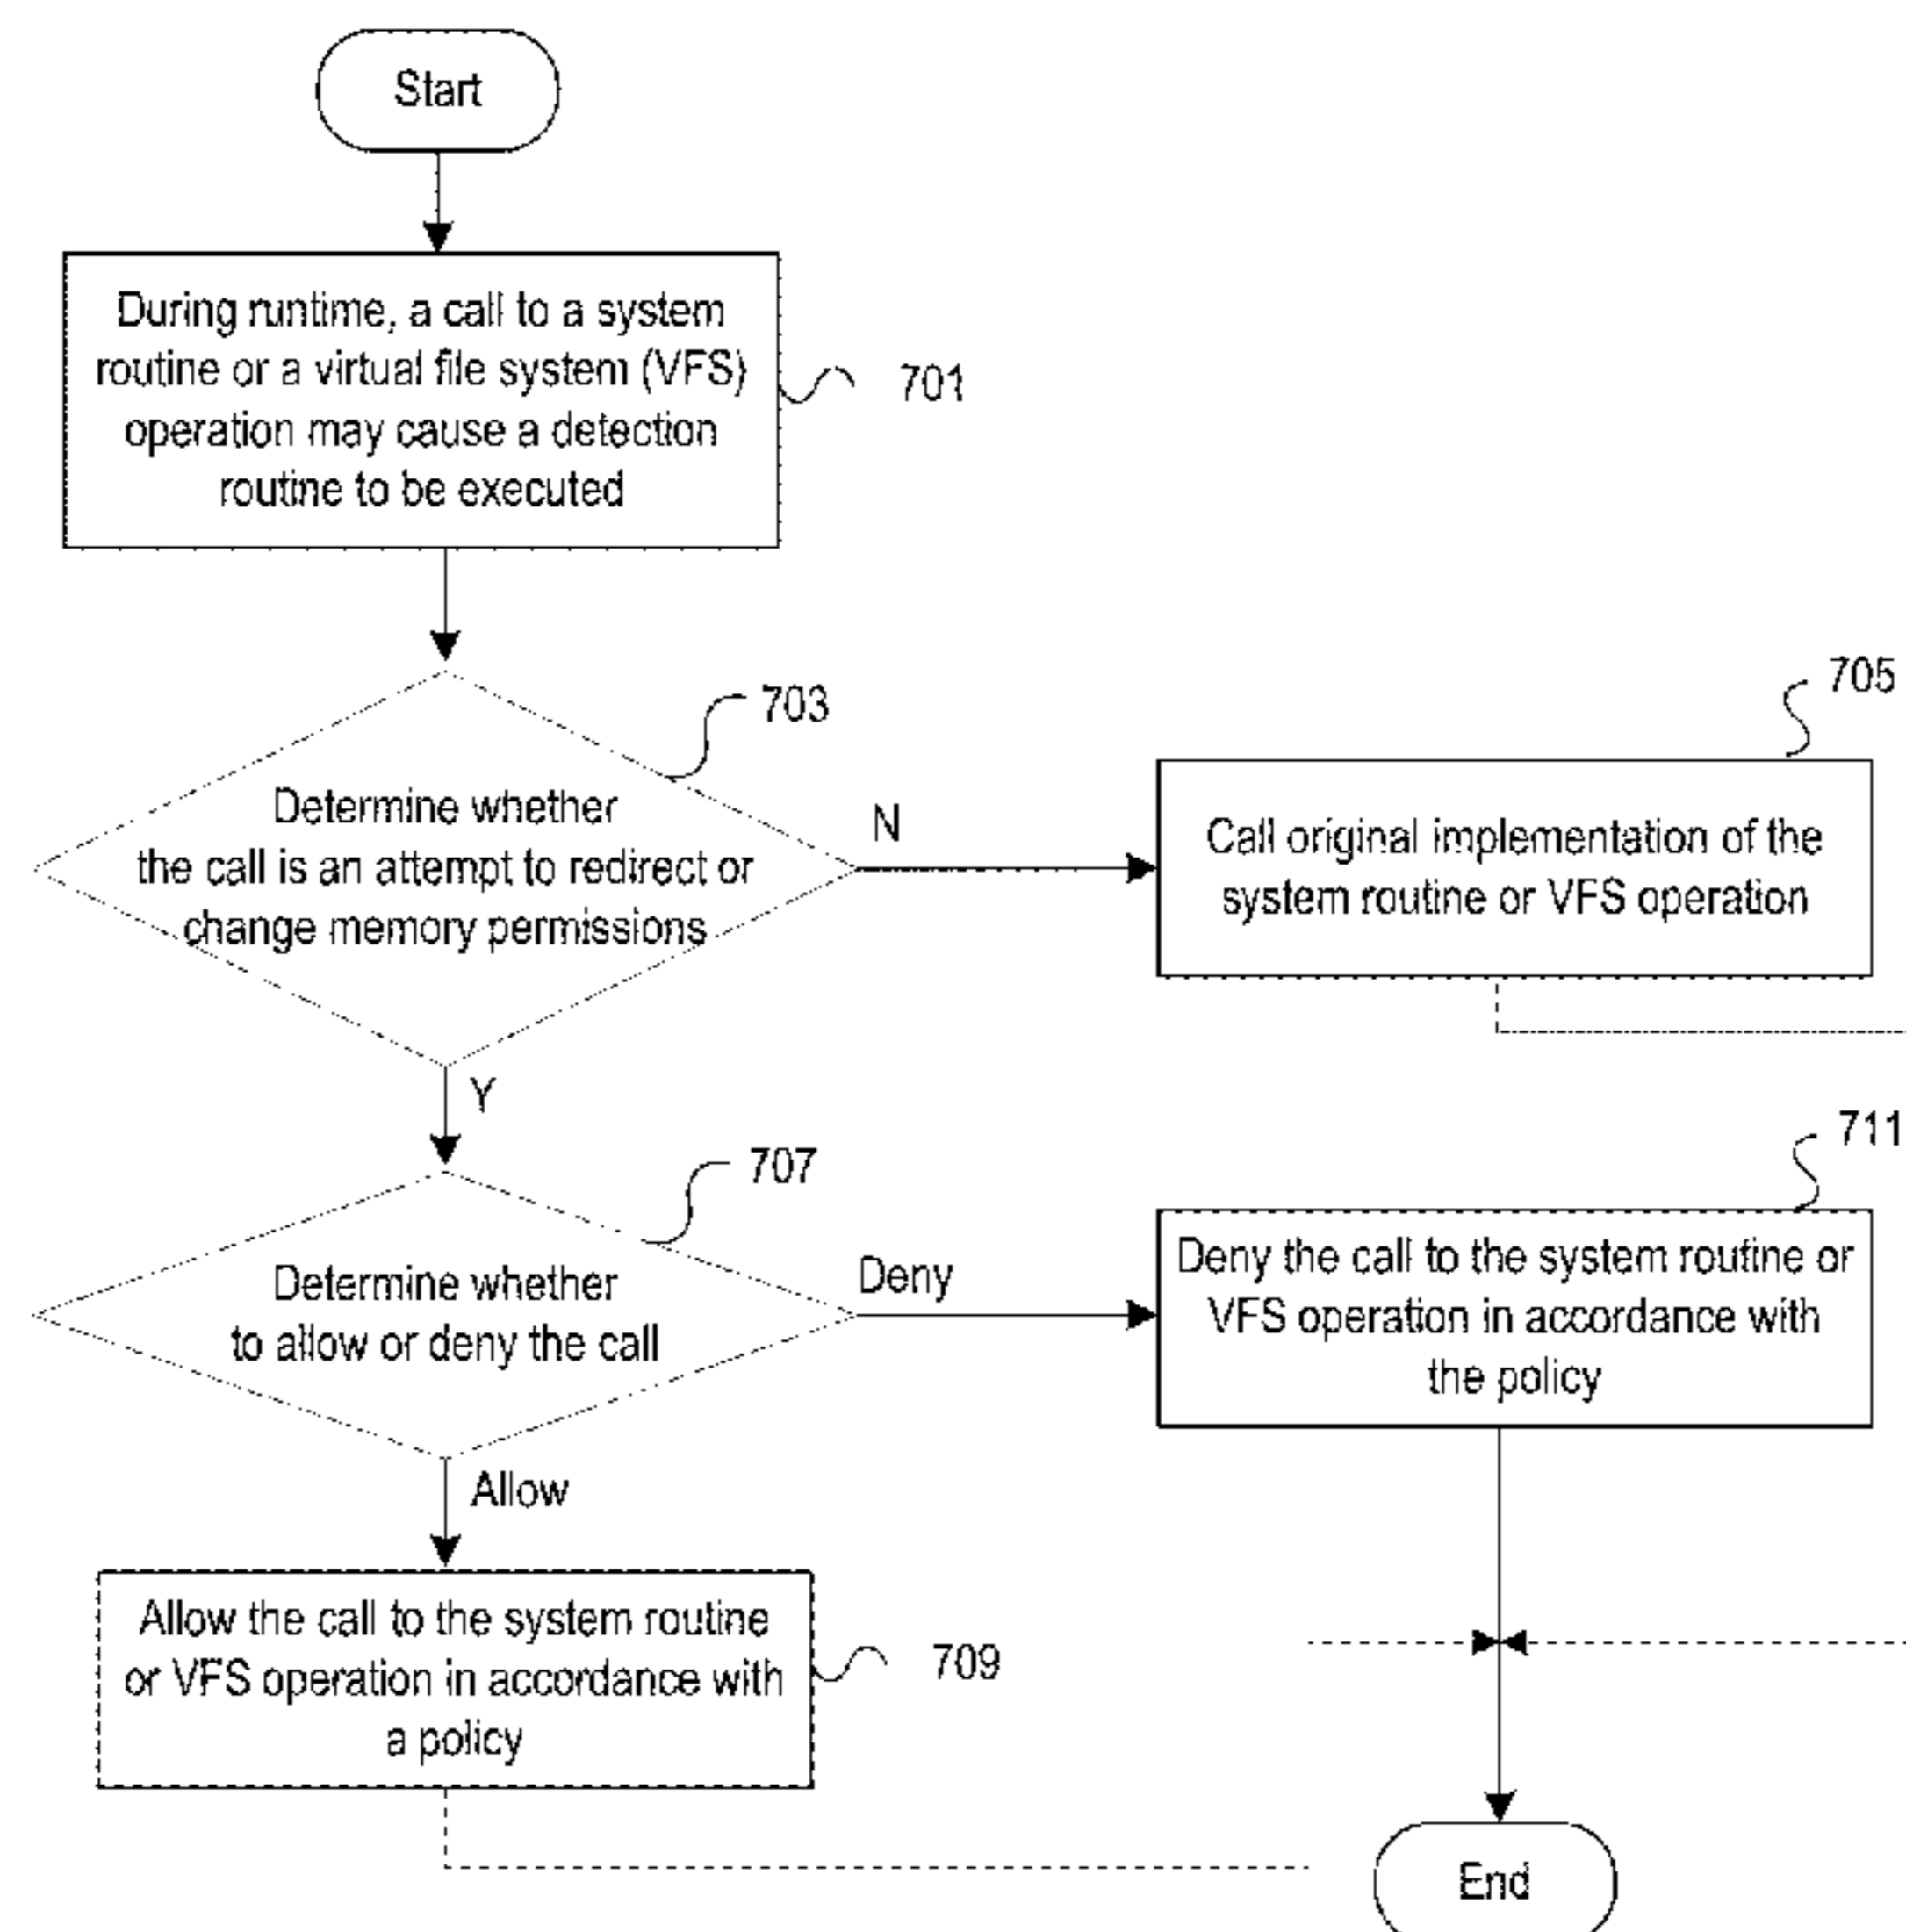 Start
During runtime, a call to a system
routine or a virtual file system (VFS)
operation may cause a detection
routine to be executed
701
703
Determine whether
the call is an attempt to redirect or
change memory permissions
N
705
Call original implementation of the
system routine or VFS operation
Y
707
Determine whether
to allow or deny the call
Deny
711
Deny the call to the system routine or
VFS operation in accordance with
the policy
Allow
Allow the call to the system routine
or VFS operation in accordance with
a policy
709
End